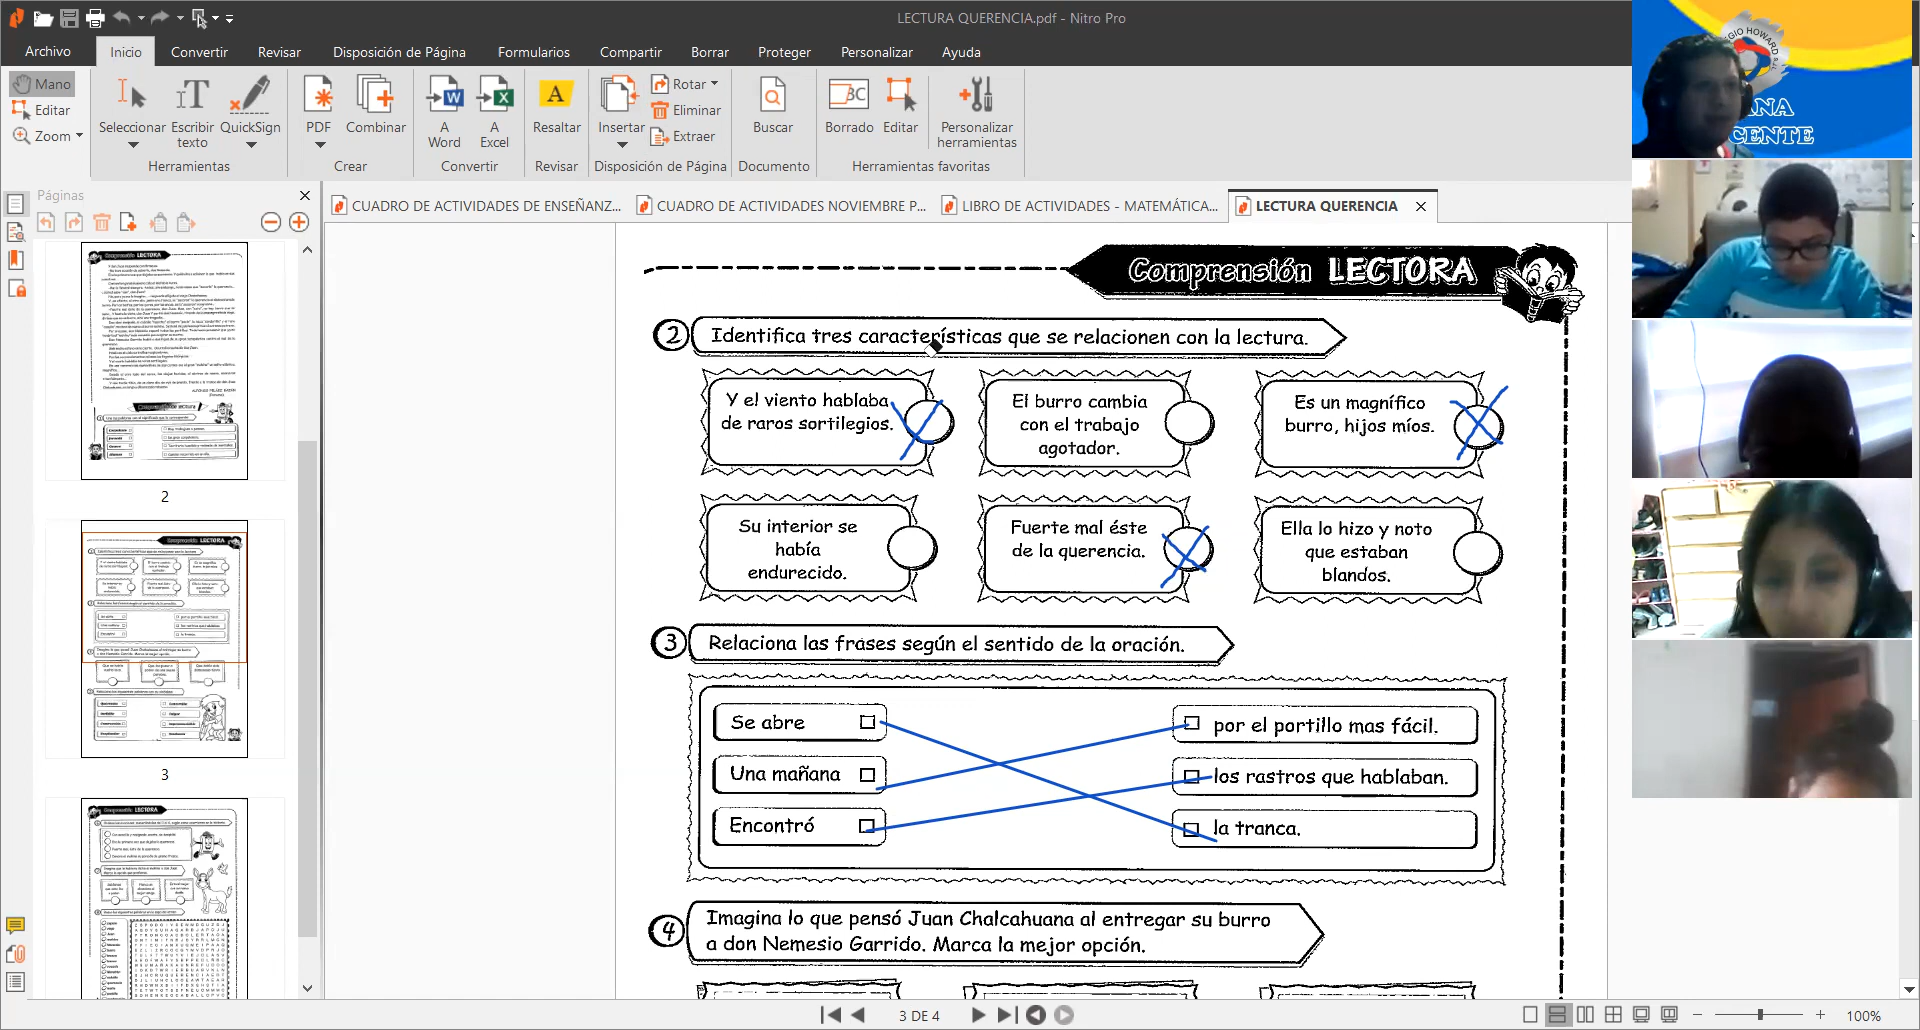 LECTURA QUERENCIA.pdf - Nitro Pro
Archivo
Inicio
Convertir
Revisar
Disposición de Página
Formularios
Compartir
Borrar
Proteger
Personalizar
Ayuda
Mano
Editar
Zoom
Seleccionar
Escribir
texto
QuickSign
Herramientas
PDF
Combinar
Crear
A
Word
A
Excel
Convertir
Resaltar
Revisar
Insertar
Rotar
Eliminar
Extraer
Disposición de Página
Buscar
Documento
Borrado
Editar
Personalizar
herramientas
Herramientas favoritas
Páginas
CUADRO DE ACTIVIDADES DE ENSEÑANZ...
CUADRO DE ACTIVIDADES NOVIEMBRE P...
LIBRO DE ACTIVIDADES - MATEMÁTICA...
LECTURA QUERENCIA
2
3
Comprensión LECTORA
2 Identifica tres características que se relacionen con la lectura.
Y el viento hablaba
de raros sortilegios.
El burro cambia
con el trabajo
agotador.
Es un magnífico
burro, hijos míos.
Su interior se
había
endurecido.
Fuerte mal éste
de la querencia.
Ella lo hizo y noto
que estaban
blandos.
3 Relaciona las frases según el sentido de la oración.
Se abre
por el portillo mas fácil.
Una mañana
los rastros que hablaban.
Encontró
la tranca.
4 Imagina lo que pensó Juan Chalcahuana al entregar su burro
a don Nemesio Garrido. Marca la mejor opción.
3 DE 4
100%
HOWARD
ANA
CENTE